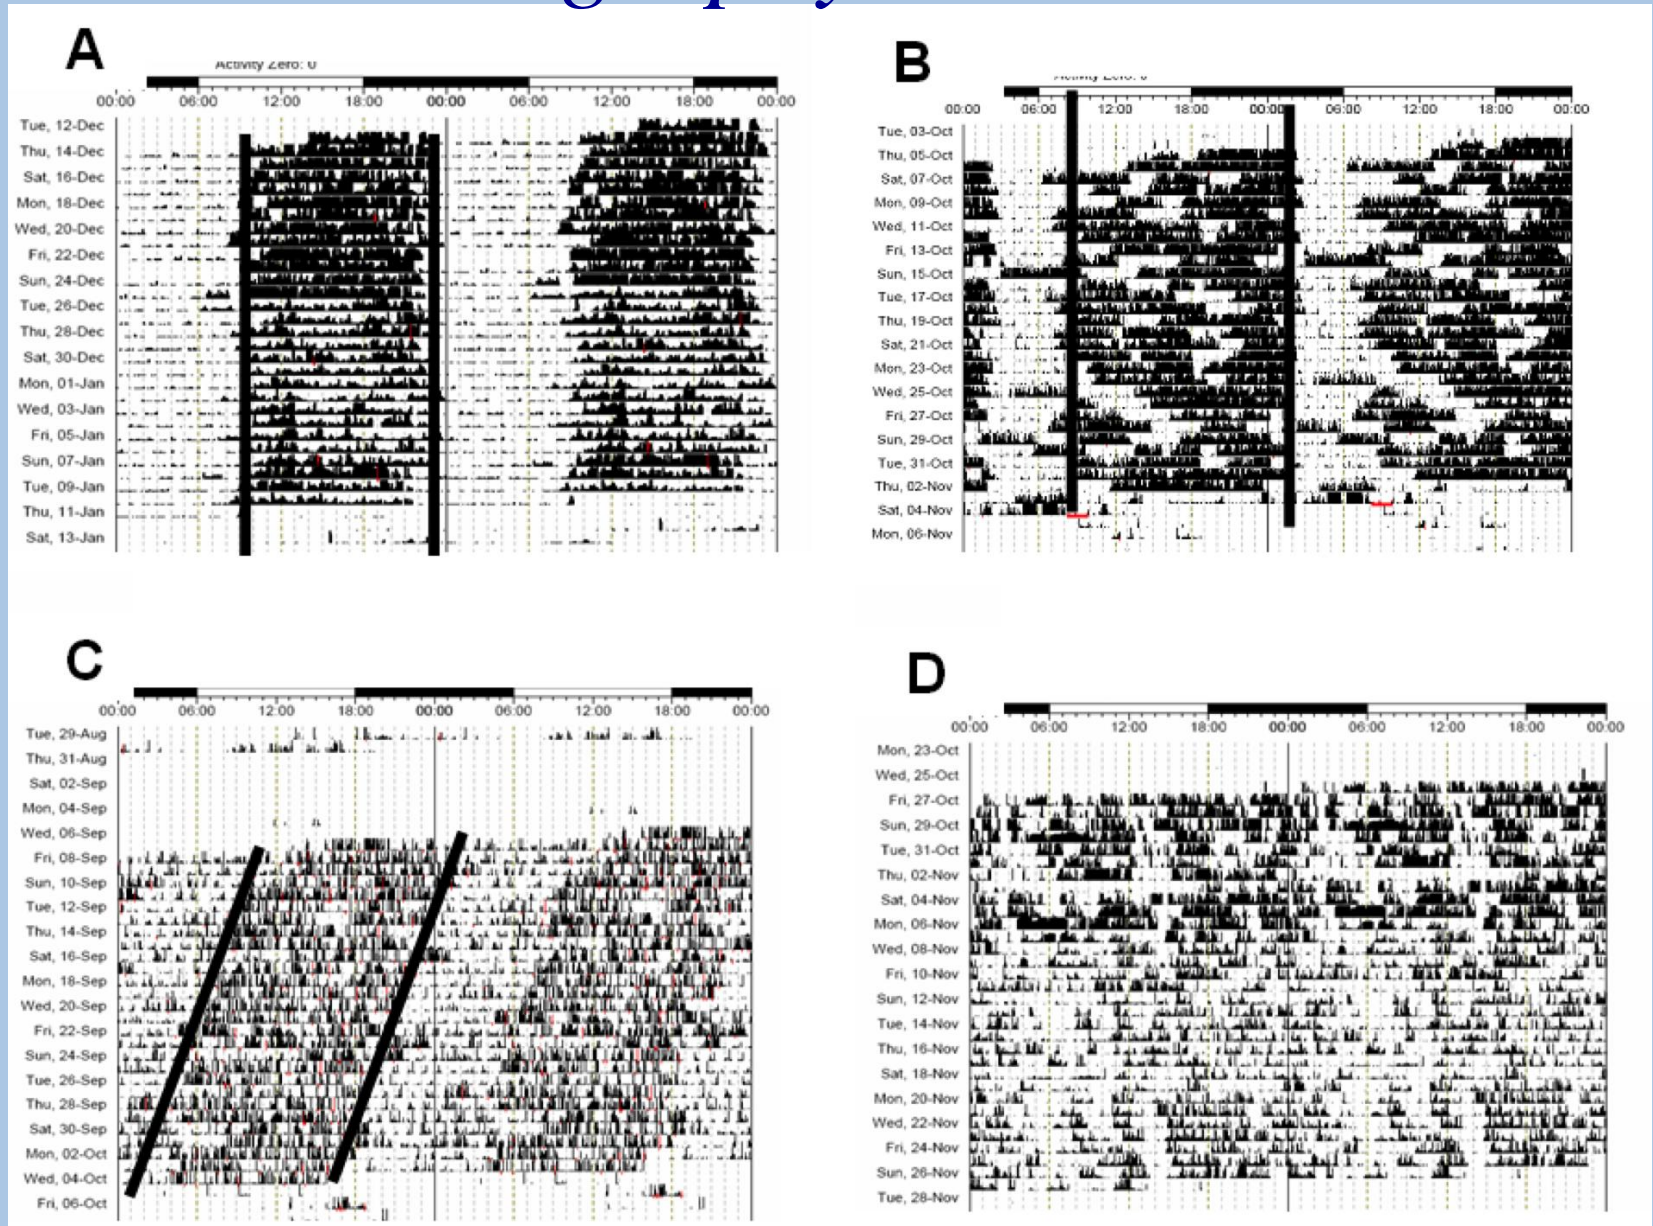 A
Activity Zero: 0
00:00 06:00 12:00 18:00 00:00 06:00 12:00 18:00 00:00
Tue, 12-Dec
Thu, 14-Dec
Sat, 16-Dec
Mon, 18-Dec
Wed, 20-Dec
Fri, 22-Dec
Sun, 24-Dec
Tue, 26-Dec
Thu, 28-Dec
Sat, 30-Dec
Mon, 01-Jan
Wed, 03-Jan
Fri, 05-Jan
Sun, 07-Jan
Tue, 09-Jan
Thu, 11-Jan
Sat, 13-Jan
B
00:00 06:00 12:00 18:00 00:00 06:00 12:00 18:00 00:00
Tue, 03-Oct
Thu, 05-Oct
Sat, 07-Oct
Mon, 09-Oct
Wed, 11-Oct
Fri, 13-Oct
Sun, 15-Oct
Tue, 17-Oct
Thu, 19-Oct
Sat, 21-Oct
Mon, 23-Oct
Wed, 25-Oct
Fri, 27-Oct
Sun, 29-Oct
Tue, 31-Oct
Thu, 02-Nov
Sat, 04-Nov
Mon, 06-Nov
C
00:00 06:00 12:00 18:00 00:00 06:00 12:00 18:00 00:00
Tue, 29-Aug
Thu, 31-Aug
Sat, 02-Sep
Mon, 04-Sep
Wed, 06-Sep
Fri, 08-Sep
Sun, 10-Sep
Tue, 12-Sep
Thu, 14-Sep
Sat, 16-Sep
Mon, 18-Sep
Wed, 20-Sep
Fri, 22-Sep
Sun, 24-Sep
Tue, 26-Sep
Thu, 28-Sep
Sat, 30-Sep
Mon, 02-Oct
Wed, 04-Oct
Fri, 06-Oct
D
00:00 06:00 12:00 18:00 00:00 06:00 12:00 18:00 00:00
Mon, 23-Oct
Wed, 25-Oct
Fri, 27-Oct
Sun, 29-Oct
Tue, 31-Oct
Thu, 02-Nov
Sat, 04-Nov
Mon, 06-Nov
Wed, 08-Nov
Fri, 10-Nov
Sun, 12-Nov
Tue, 14-Nov
Thu, 16-Nov
Sat, 18-Nov
Mon, 20-Nov
Wed, 22-Nov
Fri, 24-Nov
Sun, 26-Nov
Tue, 28-Nov